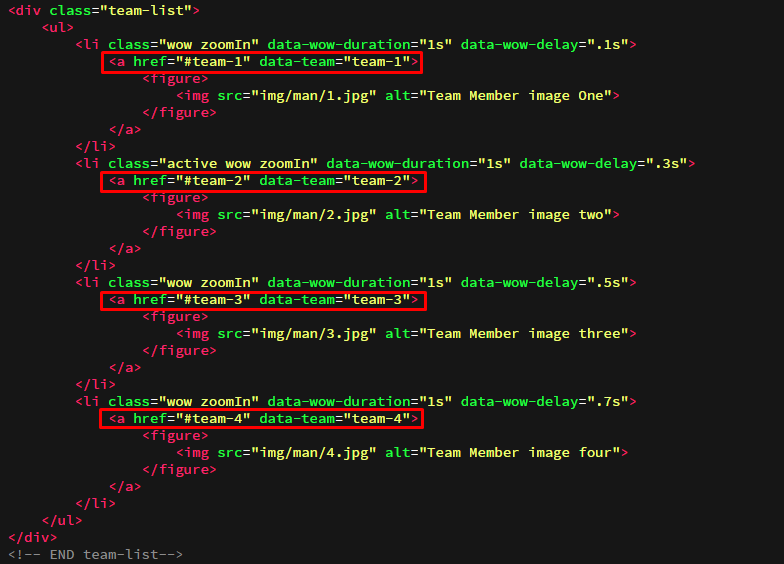 <div class="team-list">
<ul>
<li class="wow zoomIn" data-wow-duration="1s" data-wow-delay=".1s">
<a href="#team-1" data-team="team-1">
<figure>
<img src="img/man/1.jpg" alt="Team Member image One">
</figure>
</a>
</li>
<li class="active wow zoomIn" data-wow-duration="1s" data-wow-delay=".3s">
<a href="#team-2" data-team="team-2">
<figure>
<img src="img/man/2.jpg" alt="Team Member image two">
</figure>
</a>
</li>
<li class="wow zoomIn" data-wow-duration="1s" data-wow-delay=".5s">
<a href="#team-3" data-team="team-3">
<figure>
<img src="img/man/3.jpg" alt="Team Member image three">
</figure>
</a>
</li>
<li class="wow zoomIn" data-wow-duration="1s" data-wow-delay=".7s">
<a href="#team-4" data-team="team-4">
<figure>
<img src="img/man/4.jpg" alt="Team Member image four">
</figure>
</a>
</li>
</ul>
</div>
<!-- END team-list-->